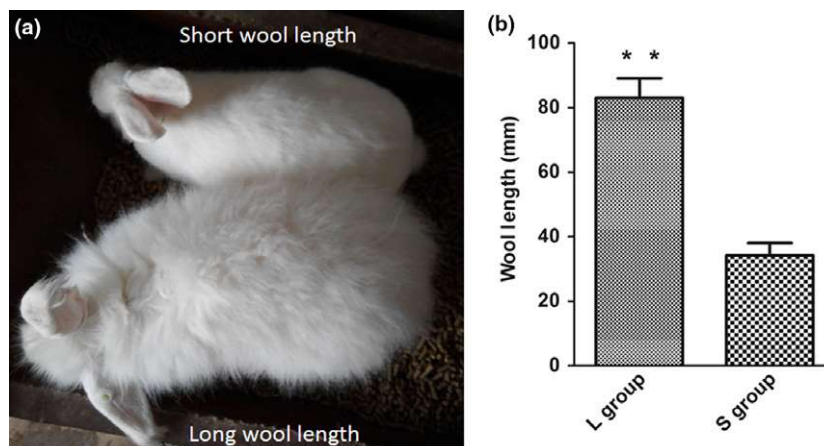 (a)
Short wool length
Long wool length
(b)
Wool length (mm)
100
80
60
40
20
0
* *
L group
S group